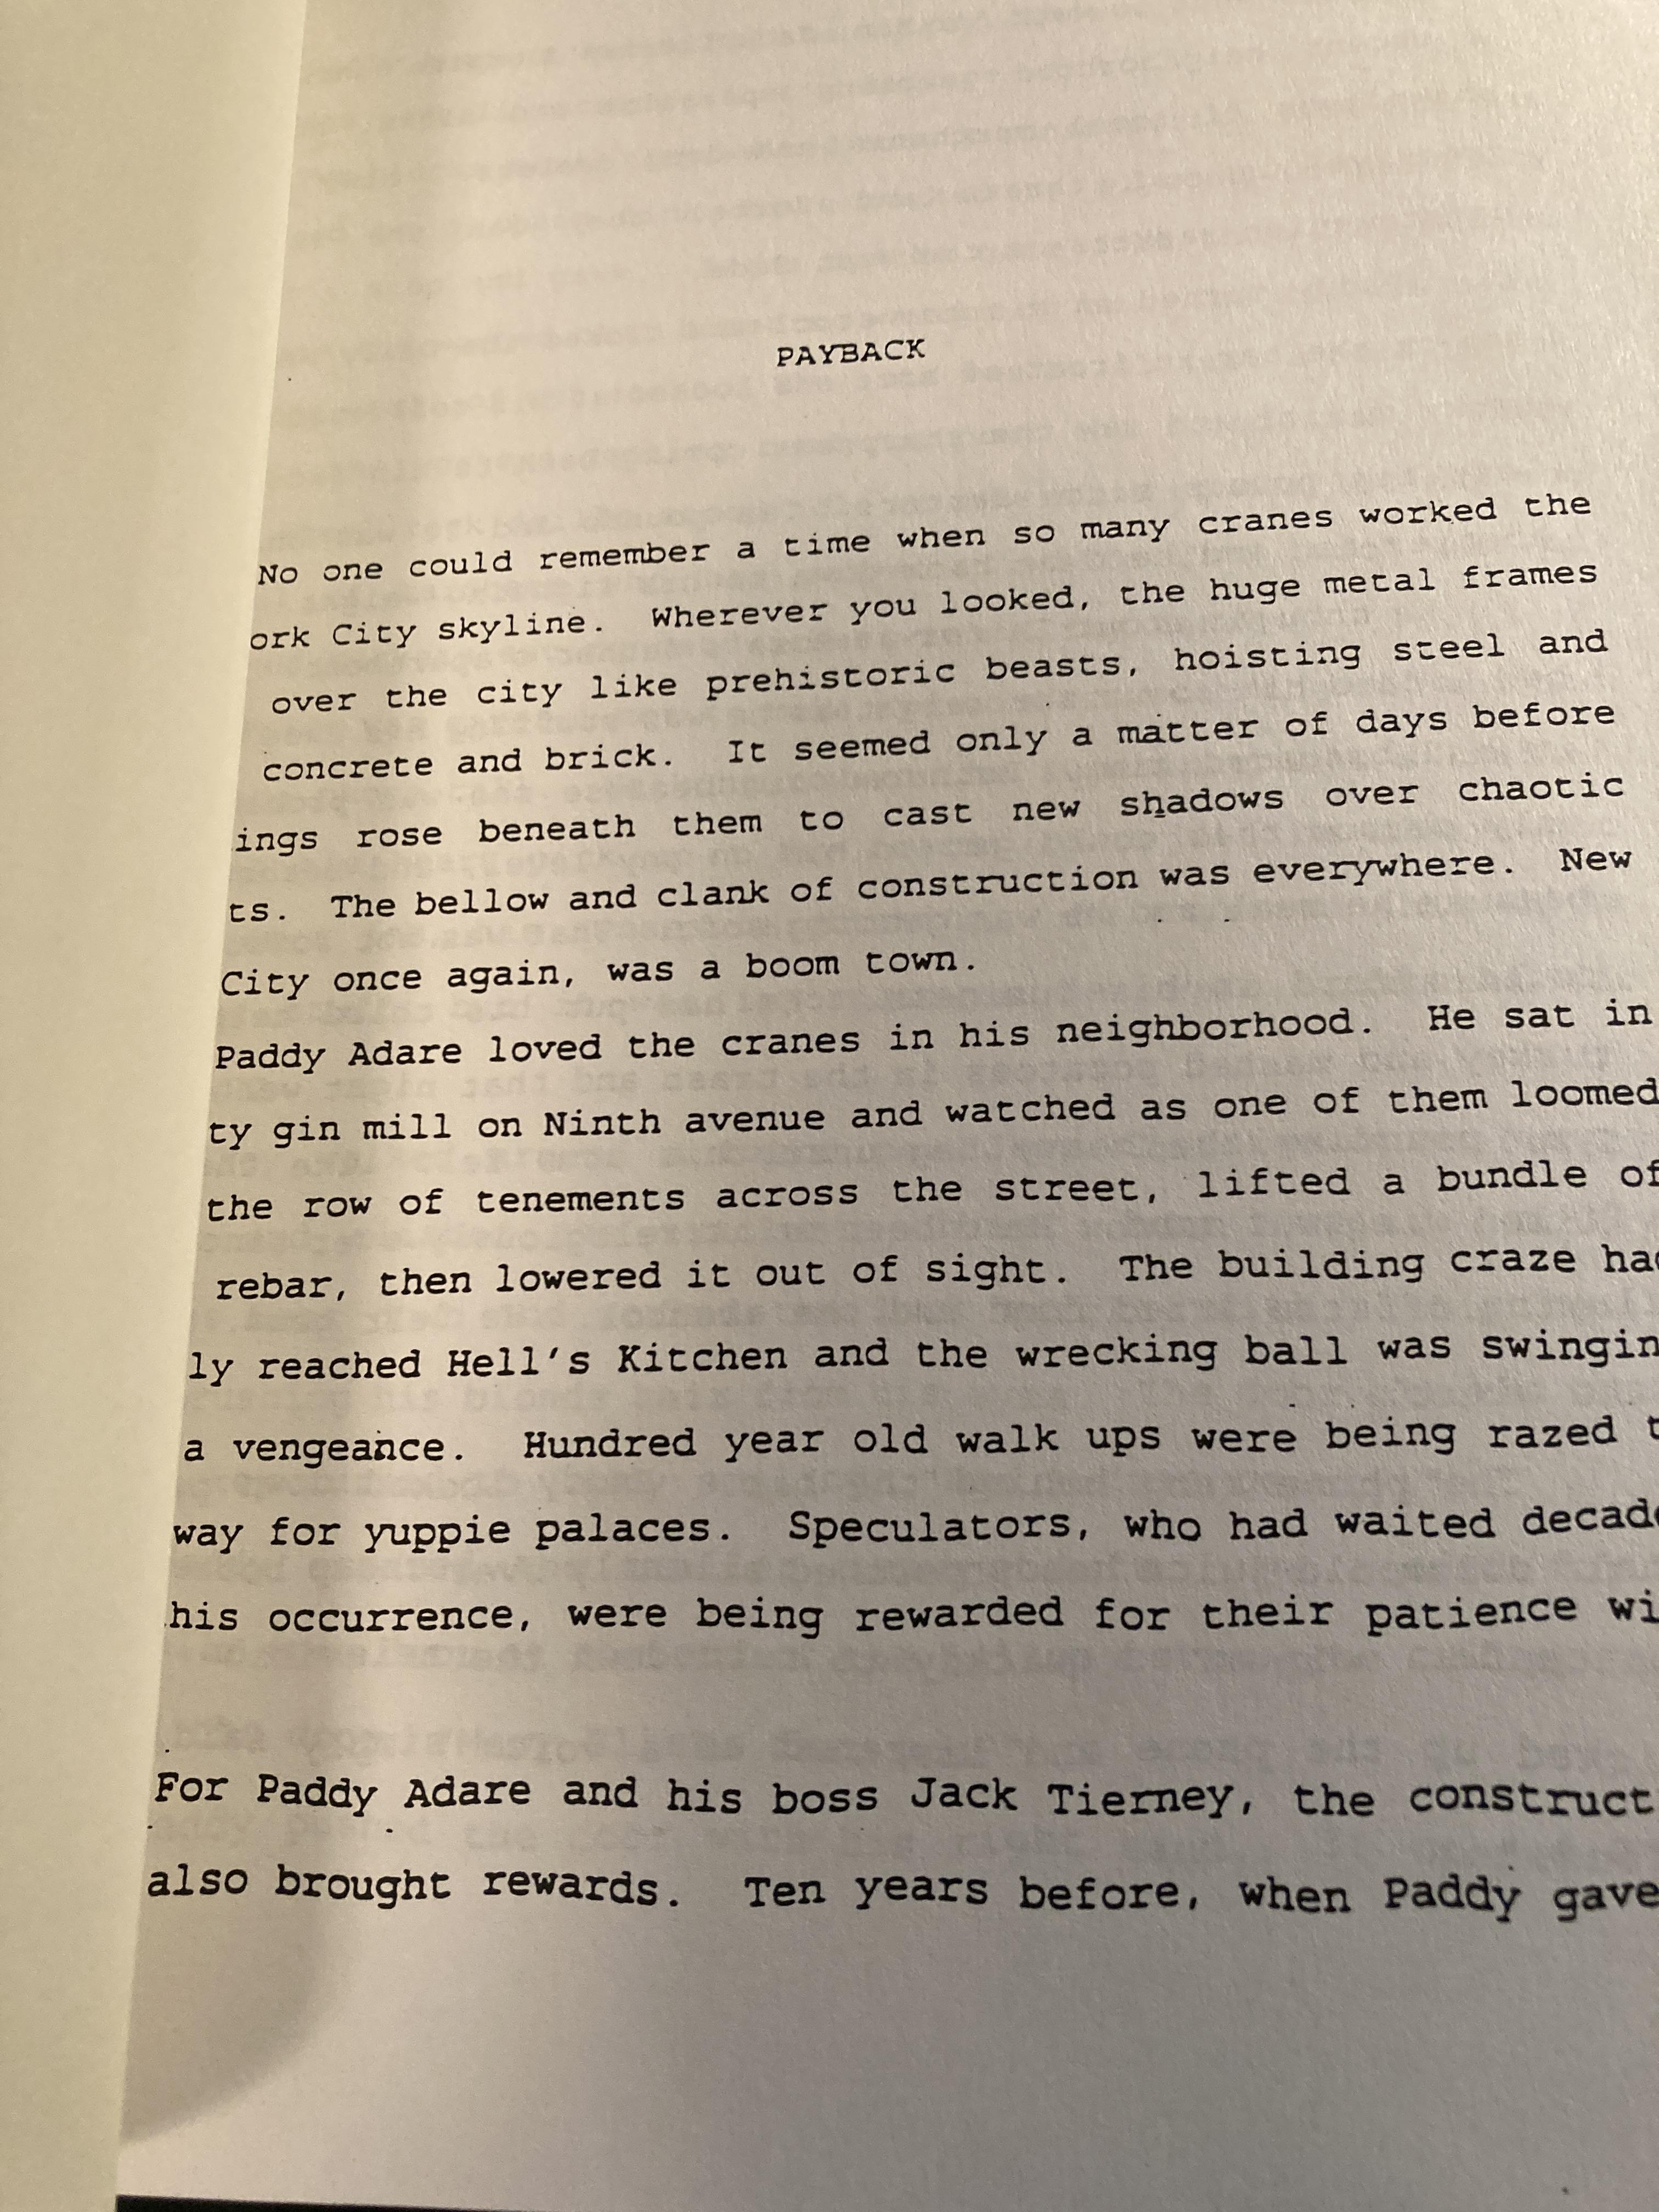 PAYBACK
No one could remember a time when so many cranes worked the
ork City skyline. Wherever you looked, the huge metal frames
over the city like prehistoric beasts, hoisting steel and
concrete and brick. It seemed only a matter of days before
ings rose beneath them to cast new shadows over chaotic
ts. The bellow and clank of construction was everywhere. New
City once again, was a boom town.
Paddy Adare loved the cranes in his neighborhood. He sat in
ty gin mill on Ninth avenue and watched as one of them loomed
the row of tenements across the street, lifted a bundle of
rebar, then lowered it out of sight. The building craze had
ly reached Hell's Kitchen and the wrecking ball was swingin
a vengeance. Hundred year old walk ups were being razed t
way for yuppie palaces. Speculators, who had waited decade
his occurrence, were being rewarded for their patience wi
For Paddy Adare and his boss Jack Tierney, the construct
also brought rewards. Ten years before, when Paddy gave